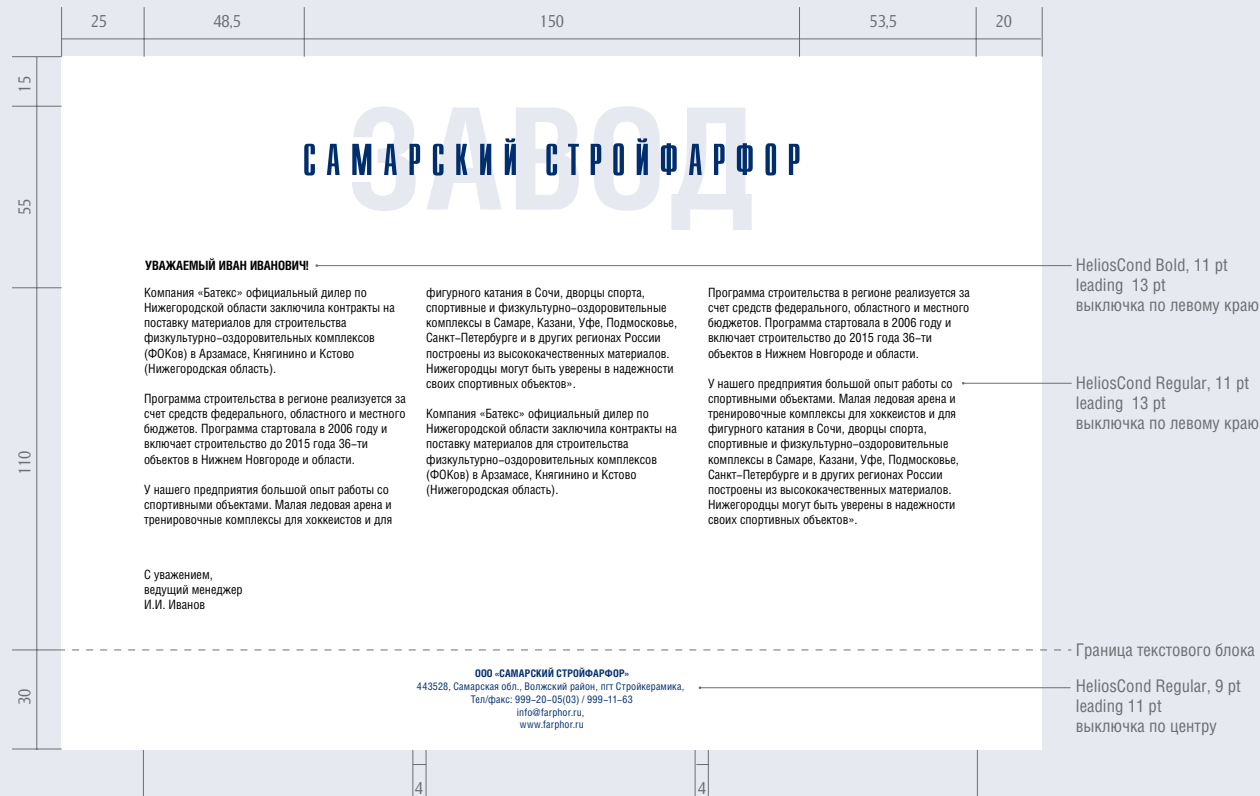 25 48,5 150 53,5 20
15
55
110
30
ЗАВОД
САМАРСКИЙ СТРОЙФАРФОР
УВАЖАЕМЫЙ ИВАН ИВАНОВИЧ!
Компания «Батекс» официальный дилер по
Нижегородской области заключила контракты на
поставку материалов для строительства
физкультурно-оздоровительных комплексов
(ФОКов) в Арзамасе, Княгинино и Кстово
(Нижегородская область).
Программа строительства в регионе реализуется за
счет средств федерального, областного и местного
бюджетов. Программа стартовала в 2006 году и
включает строительство до 2015 года 36-ти
объектов в Нижнем Новгороде и области.
У нашего предприятия большой опыт работы со
спортивными объектами. Малая ледовая арена и
тренировочные комплексы для хоккеистов и для
фигурного катания в Сочи, дворцы спорта,
спортивные и физкультурно-оздоровительные
комплексы в Самаре, Казани, Уфе, Подмосковье,
Санкт-Петербурге и в других регионах России
построены из высококачественных материалов.
Нижегородцы могут быть уверены в надежности
своих спортивных объектов».
Компания «Батекс» официальный дилер по
Нижегородской области заключила контракты на
поставку материалов для строительства
физкультурно-оздоровительных комплексов
(ФОКов) в Арзамасе, Княгинино и Кстово
(Нижегородская область).
Программа строительства в регионе реализуется за
счет средств федерального, областного и местного
бюджетов. Программа стартовала в 2006 году и
включает строительство до 2015 года 36-ти
объектов в Нижнем Новгороде и области.
У нашего предприятия большой опыт работы со
спортивными объектами. Малая ледовая арена и
тренировочные комплексы для хоккеистов и для
фигурного катания в Сочи, дворцы спорта,
спортивные и физкультурно-оздоровительные
комплексы в Самаре, Казани, Уфе, Подмосковье,
Санкт-Петербурге и в других регионах России
построены из высококачественных материалов.
Нижегородцы могут быть уверены в надежности
своих спортивных объектов».
С уважением,
ведущий менеджер
И.И. Иванов
ООО «САМАРСКИЙ СТРОЙФАРФОР»
443528, Самарская обл., Волжский район, пгт Стройкерамика,
Тел/факс: 999-20-05(03) / 999-11-63
info@farphor.ru,
www.farphor.ru
HeliosCond Bold, 11 pt
leading 13 pt
выключка по левому краю
HeliosCond Regular, 11 pt
leading 13 pt
выключка по левому краю
Граница текстового блока
HeliosCond Regular, 9 pt
leading 11 pt
выключка по центру
4 4